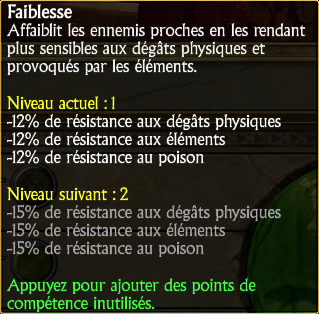 Faiblesse
Affaiblit les ennemis proches en les rendant
plus sensibles aux dégâts physiques et
provoqués par les éléments.
Niveau actuel : 1
-12% de résistance aux dégâts physiques
-12% de résistance aux éléments
-12% de résistance au poison
Niveau suivant : 2
-15% de résistance aux dégâts physiques
-15% de résistance aux éléments
-15% de résistance au poison
Appuyez pour ajouter des points de
compétence inutilisés.